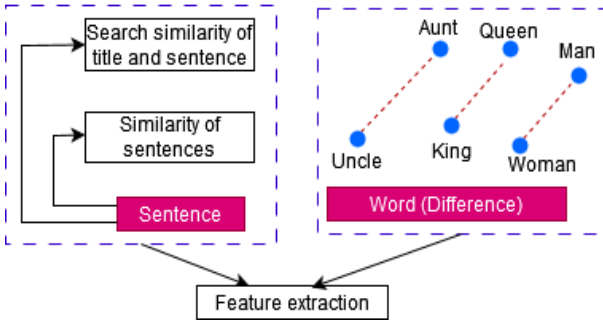 Search similarity of
title and sentence
Similarity of
sentences
Sentence
Aunt
Queen
Man
Uncle
King
Woman
Word (Difference)
Feature extraction